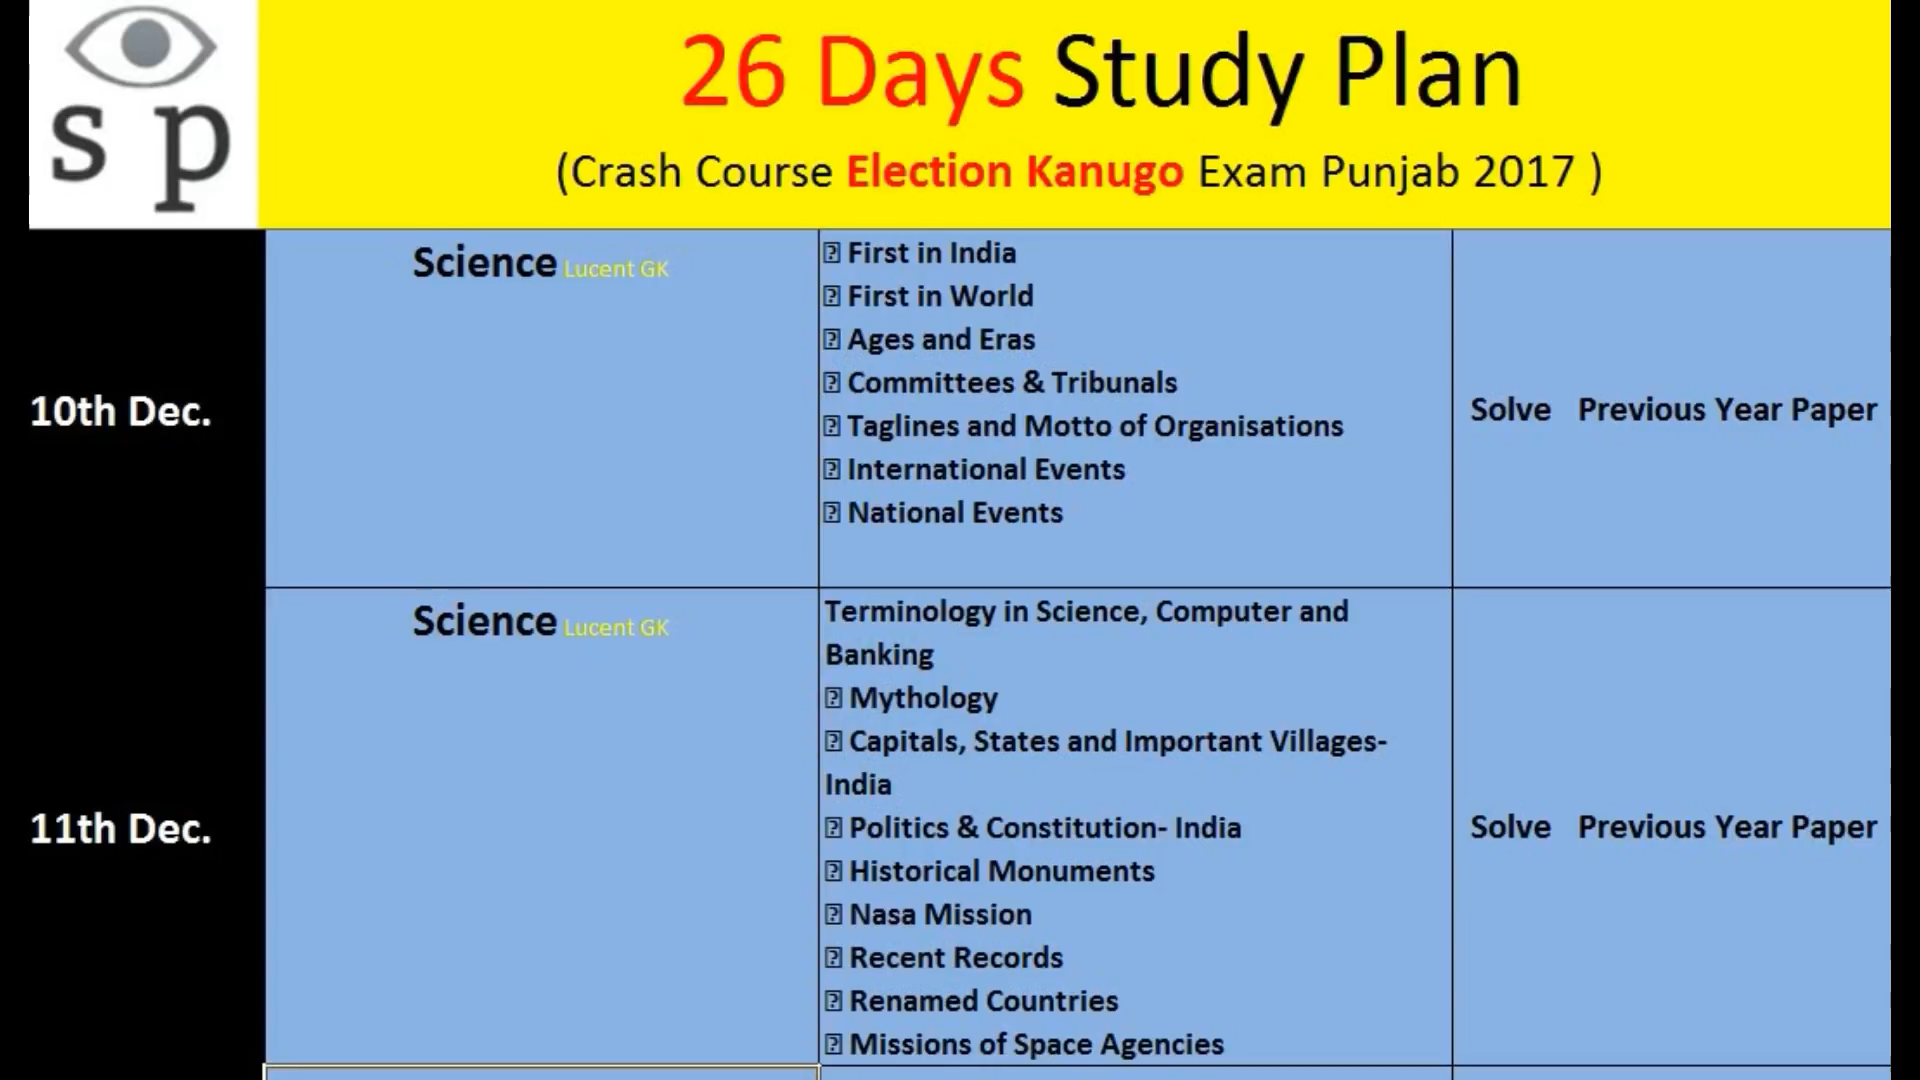 s p
26 Days Study Plan
(Crash Course Election Kanugo Exam Punjab 2017 )
10th Dec.
Science Lucent GK
First in India
First in World
Ages and Eras
Committees & Tribunals
Taglines and Motto of Organisations
International Events
National Events
Solve Previous Year Paper
11th Dec.
Science Lucent GK
Terminology in Science, Computer and
Banking
Mythology
Capitals, States and Important Villages-
India
Politics & Constitution- India
Historical Monuments
Nasa Mission
Recent Records
Renamed Countries
Missions of Space Agencies
Solve Previous Year Paper